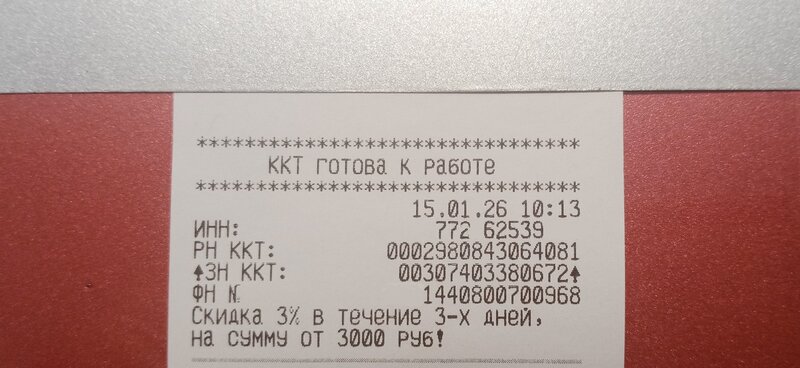 **********************************
ККТ ГОТОВА К РАБОТЕ
**********************************
15.01.26 10:13
ИНН: 772 62539
РН ККТ: 0002980843064081
♠ЗН ККТ: 00307403380672♠
ФН № 1440800700968
Скидка 3% в течение 3-х дней,
на сумму от 3000 руб!